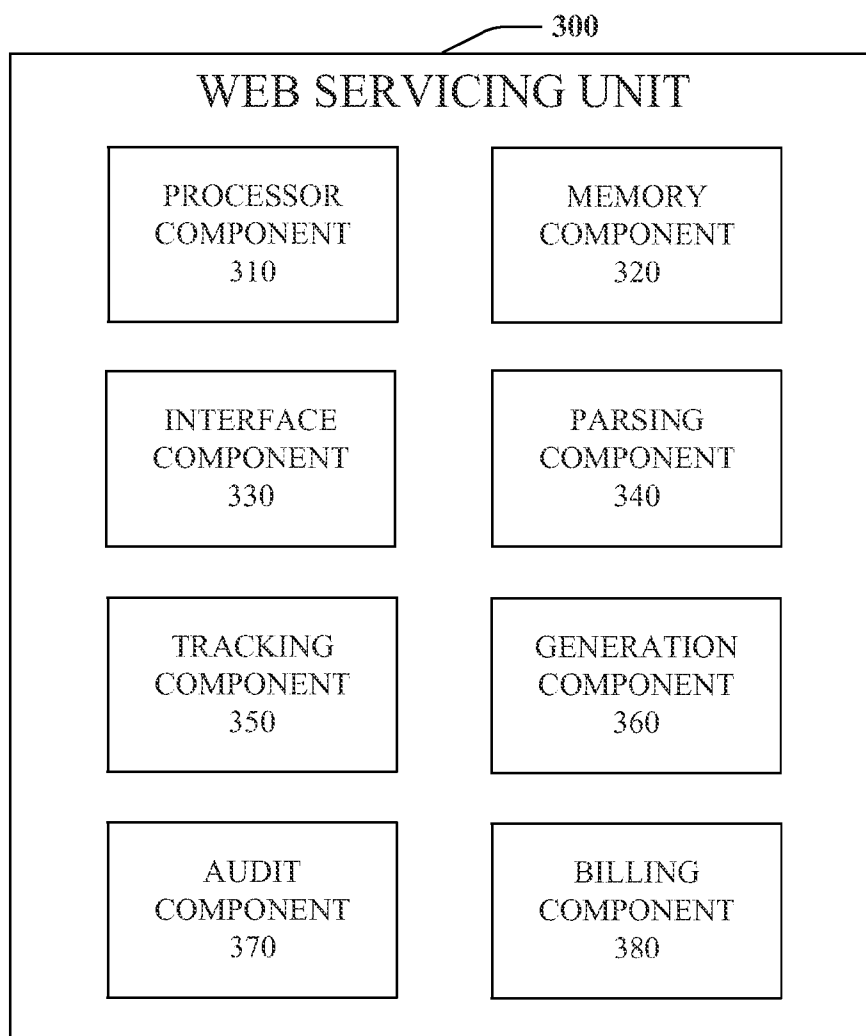 300
WEB SERVICING UNIT
PROCESSOR
COMPONENT
310
MEMORY
COMPONENT
320
INTERFACE
COMPONENT
330
PARSING
COMPONENT
340
TRACKING
COMPONENT
350
GENERATION
COMPONENT
360
AUDIT
COMPONENT
370
BILLING
COMPONENT
380